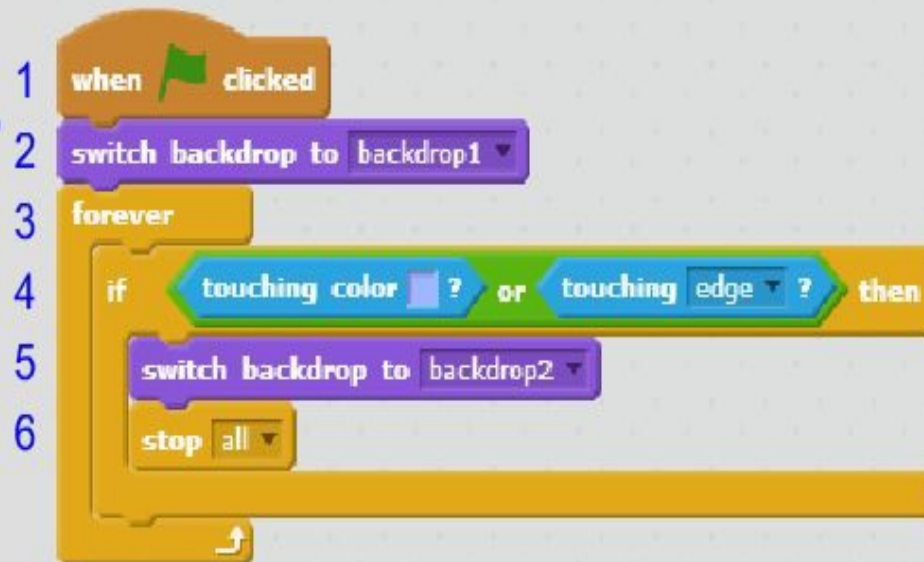 1 when clicked
2 switch backdrop to backdrop1
3 forever
4 if touching color ? or touching edge ? then
5 switch backdrop to backdrop2
6 stop all